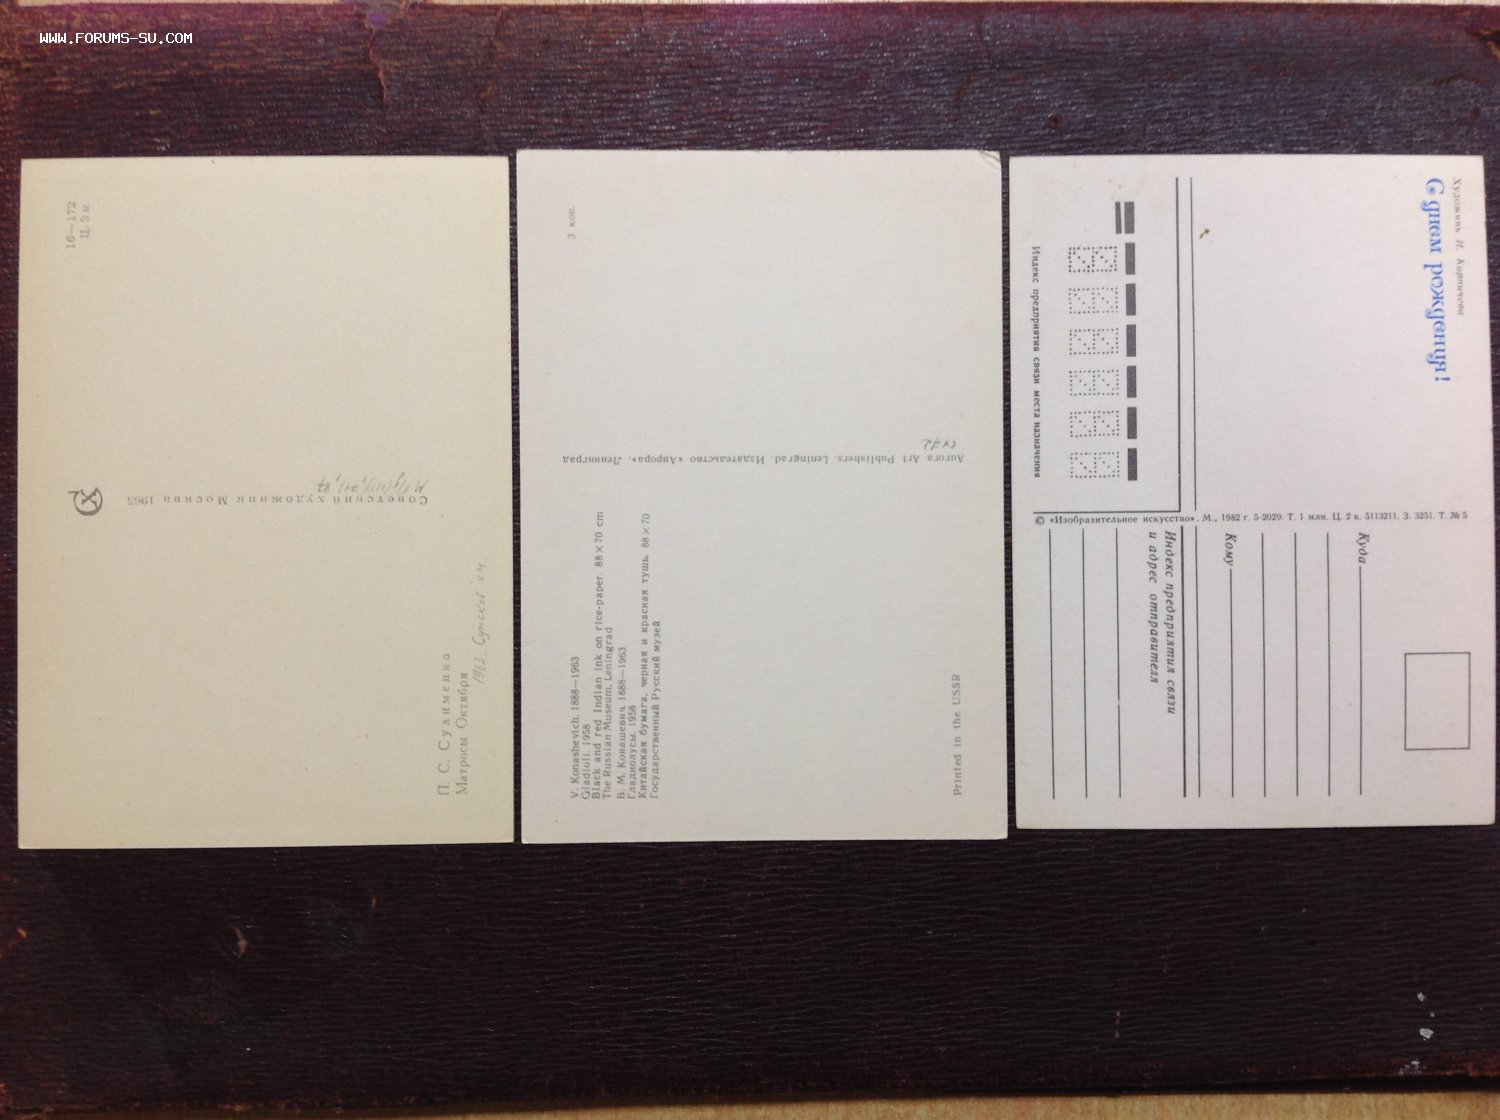 WWW.FORUMS-SU.COM
16—172
Ц. 3 к.
Советский художник Москва 1965
П. С. Сулименко
Матросы Октября
1963.
3 коп.
Aurora Art Publishers. Leningrad. Издательство «Аврора». Ленинград
V. Konashevich. 1888—1963
Gladioli. 1958
Black and red Indian ink on rice-paper. 88×70 cm
The Russian Museum, Leningrad
В. М. Конашевич. 1888—1963
Гладиолусы. 1958
Китайская бумага, черная и красная тушь. 88×70
Государственный Русский музей
Printed in the USSR
Художник Н. Кирпичева
С днем рождения!
Индекс предприятия связи места назначения
© «Изобразительное искусство». М., 1982 г. 5-2029. Т. 1 млн. Ц. 2 к. 5113211. З. 3251. Т. № 5
Куда
Кому
Индекс предприятия связи
и адрес отправителя